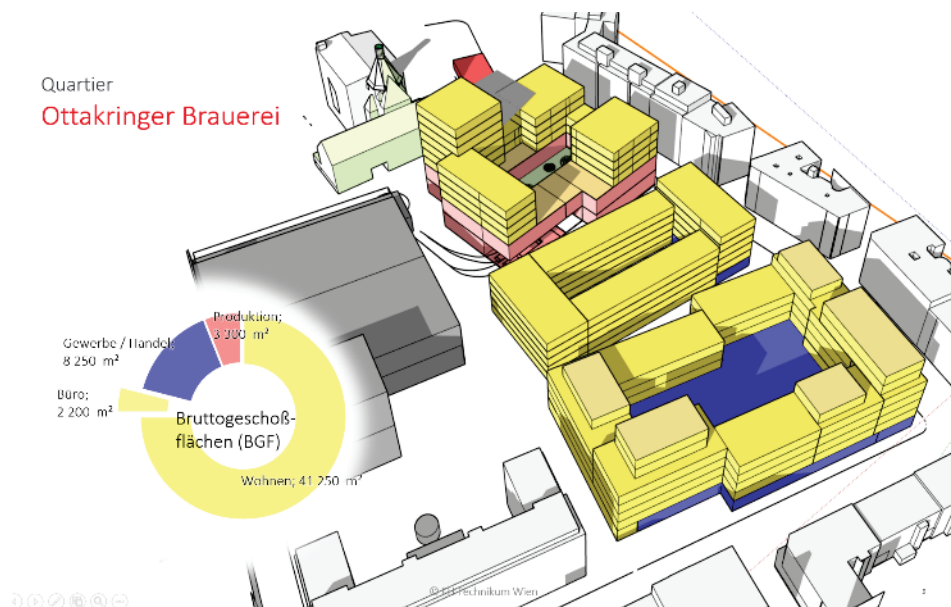 Quartier
Ottakringer Brauerei
Produktion;
3 300 m²
Gewerbe / Handel;
8 250 m²
Büro;
2 200 m²
Bruttogeschoß-
flächen (BGF)
Wohnen; 41 250 m²
© FH Technikum Wien